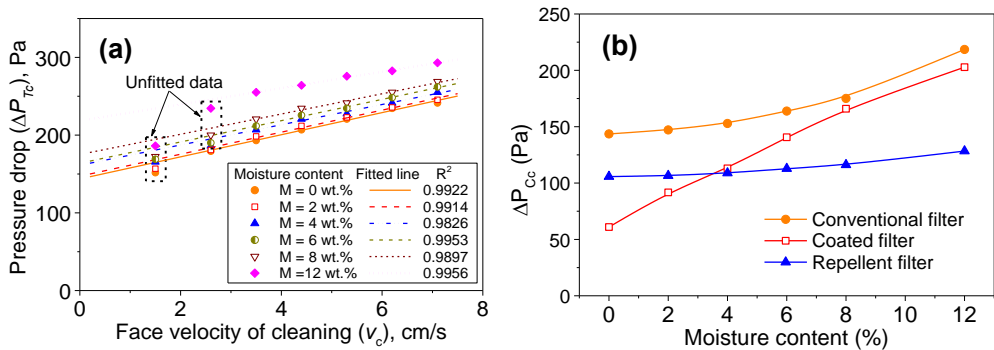 (a)
Pressure drop (ΔP_Tc), Pa
300
200
100
0
Unfitted data
Moisture content Fitted line R²
M = 0 wt.% 0.9922
M = 2 wt.% 0.9914
M = 4 wt.% 0.9826
M = 6 wt.% 0.9953
M = 8 wt.% 0.9897
M =12 wt.% 0.9956
0 2 4 6 8
Face velocity of cleaning (v_c), cm/s
(b)
ΔP_Cc (Pa)
250
200
150
100
50
0
Conventional filter
Coated filter
Repellent filter
0 2 4 6 8 10 12
Moisture content (%)